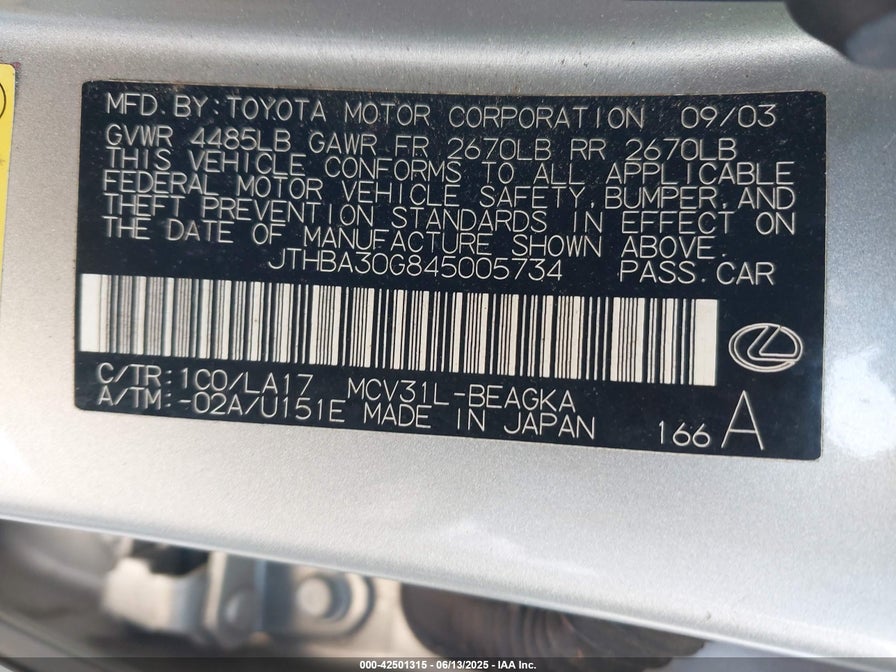 MFD.BY:TOYOTA MOTOR CORPORATION 09/03
GVWR 4485LB GAWR FR 2670LB RR 2670LB
THIS VEHICLE CONFORMS TO ALL APPLICABLE
FEDERAL MOTOR VEHICLE SAFETY,BUMPER,AND
THEFT PREVENTION STANDARDS IN EFFECT ON
THE DATE OF MANUFACTURE SHOWN ABOVE.
JTHBA30G845005734 PASS.CAR
C/TR:1C0/LA17 MCV31L-BEAGKA
A/TM:-02A/U151E MADE IN JAPAN 166 A
000-42501315 - 06/13/2025 - IAA Inc.